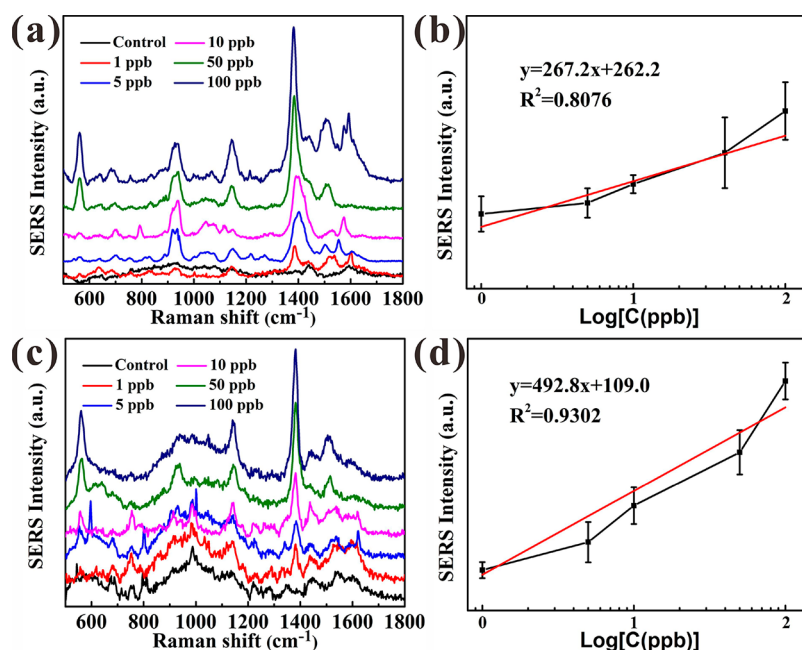 (a)
Control
1 ppb
5 ppb
10 ppb
50 ppb
100 ppb
SERS Intensity (a.u.)
600 800 1000 1200 1400 1600 1800
Raman shift (cm⁻¹)
(b)
y=267.2x+262.2
R²=0.8076
SERS Intensity (a.u.)
0 1 2
Log[C(ppb)]
(c)
Control
1 ppb
5 ppb
10 ppb
50 ppb
100 ppb
SERS Intensity (a.u.)
600 800 1000 1200 1400 1600 1800
Raman shift (cm⁻¹)
(d)
y=492.8x+109.0
R²=0.9302
SERS Intensity (a.u.)
0 1 2
Log[C(ppb)]